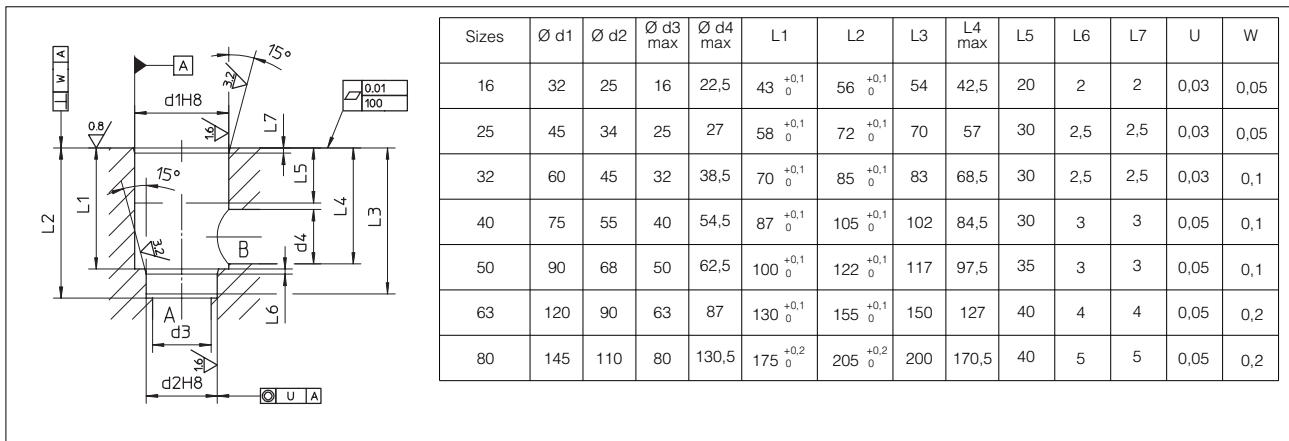 A
W
⊥
A
15°
3,2
0,01
100
d1H8
0.8
1.6
L7
15°
L2
L1
L5
L4
L3
3,2
B
d4
A
L6
d3
1.6
d2H8
◎ U A
Sizes Ø d1 Ø d2 Ø d3 max Ø d4 max L1 L2 L3 L4 max L5 L6 L7 U W
16 32 25 16 22,5 43 +0,1 0 56 +0,1 0 54 42,5 20 2 2 0,03 0,05
25 45 34 25 27 58 +0,1 0 72 +0,1 0 70 57 30 2,5 2,5 0,03 0,05
32 60 45 32 38,5 70 +0,1 0 85 +0,1 0 83 68,5 30 2,5 2,5 0,03 0,1
40 75 55 40 54,5 87 +0,1 0 105 +0,1 0 102 84,5 30 3 3 0,05 0,1
50 90 68 50 62,5 100 +0,1 0 122 +0,1 0 117 97,5 35 3 3 0,05 0,1
63 120 90 63 87 130 +0,1 0 155 +0,1 0 150 127 40 4 4 0,05 0,2
80 145 110 80 130,5 175 +0,2 0 205 +0,2 0 200 170,5 40 5 5 0,05 0,2